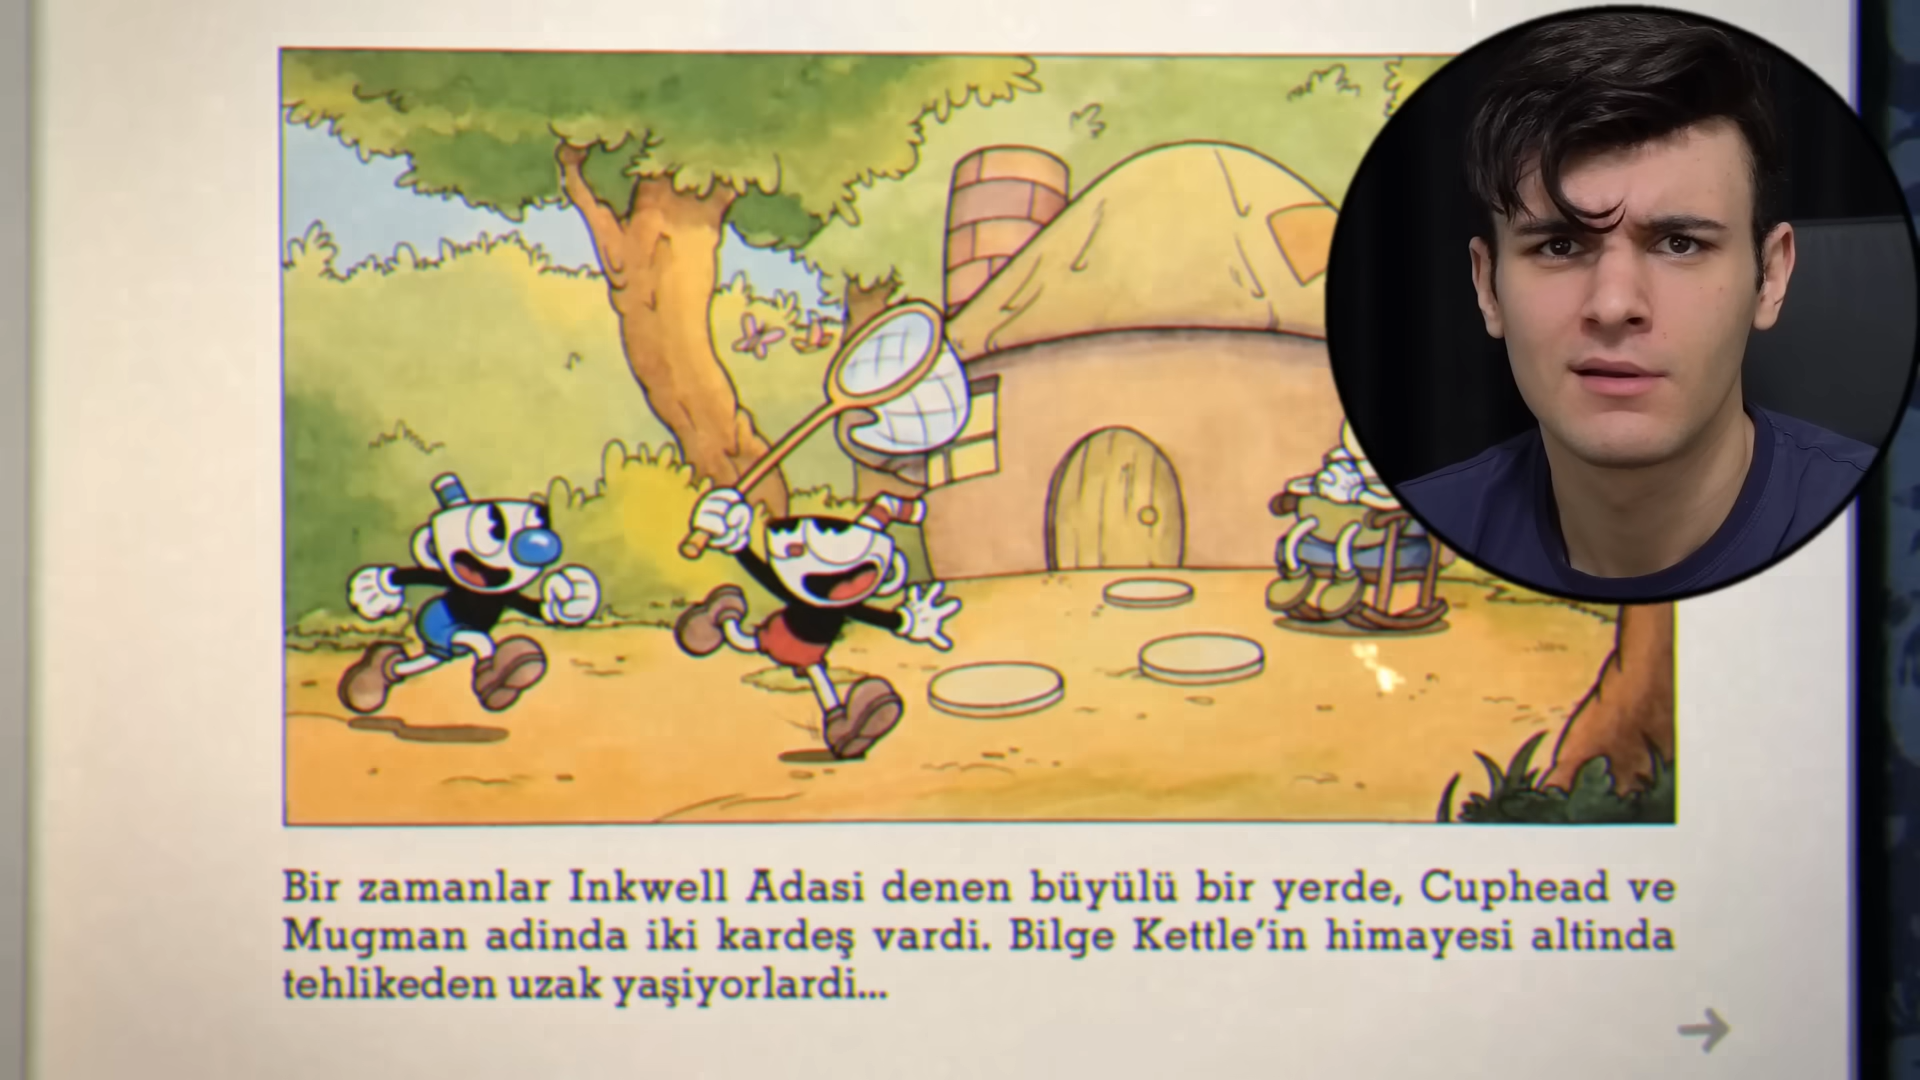 Bir zamanlar Inkwell Adasi denen büyülü bir yerde, Cuphead ve
Mugman adinda iki kardeş vardi. Bilge Kettle'in himayesi altinda
tehlikeden uzak yaşiyorlardi...